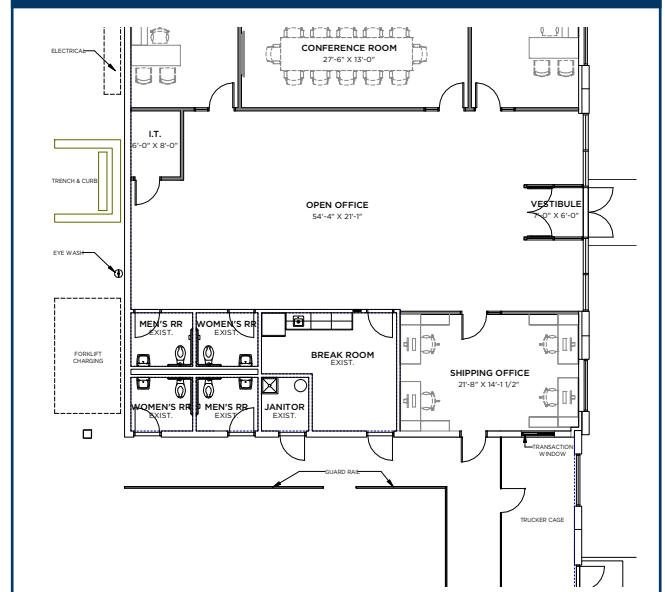 ELECTRICAL
CONFERENCE ROOM
27'-6" X 13'-0"
I.T.
6'-0" X 8'-0"
TRENCH & CURB
OPEN OFFICE
54'-4" X 21'-1"
VESTIBULE
7'-0" X 6'-0"
EYE WASH
MEN'S RR
EXIST.
WOMEN'S RR
EXIST.
FORKLIFT
CHARGING
BREAK ROOM
EXIST.
SHIPPING OFFICE
21'-8" X 14'-1 1/2"
WOMEN'S RR
EXIST.
MEN'S RR
EXIST.
JANITOR
EXIST.
TRANSACTION
WINDOW
GUARD RAIL
TRUCKER CAGE